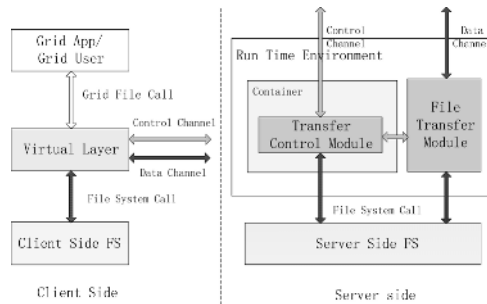 Grid App/
Grid User
Grid File Call
Control Channel
Virtual Layer
Data Channel
File System Call
Client Side FS
Client Side
Control
Channel
Data
Channel
Run Time Environment
Container
Transfer
Control Module
File
Transfer
Module
File System Call
Server Side FS
Server side